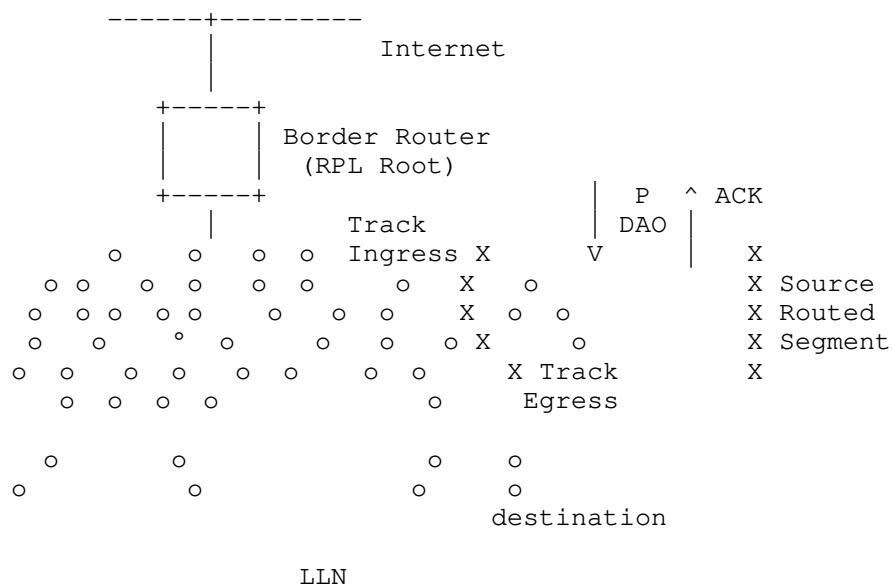 ------+---------
| Internet
|
+-----+
| | Border Router
| | (RPL Root)
+-----+ | P ^ ACK
| Track | DAO |
o o o o Ingress X V | X
o o o o o o o X o X Source
o o o o o o o o X o o X Routed
o o ° o o o o X o X Segment
o o o o o o o o X Track X
o o o o o Egress
o o o o
o o o o
destination
LLN